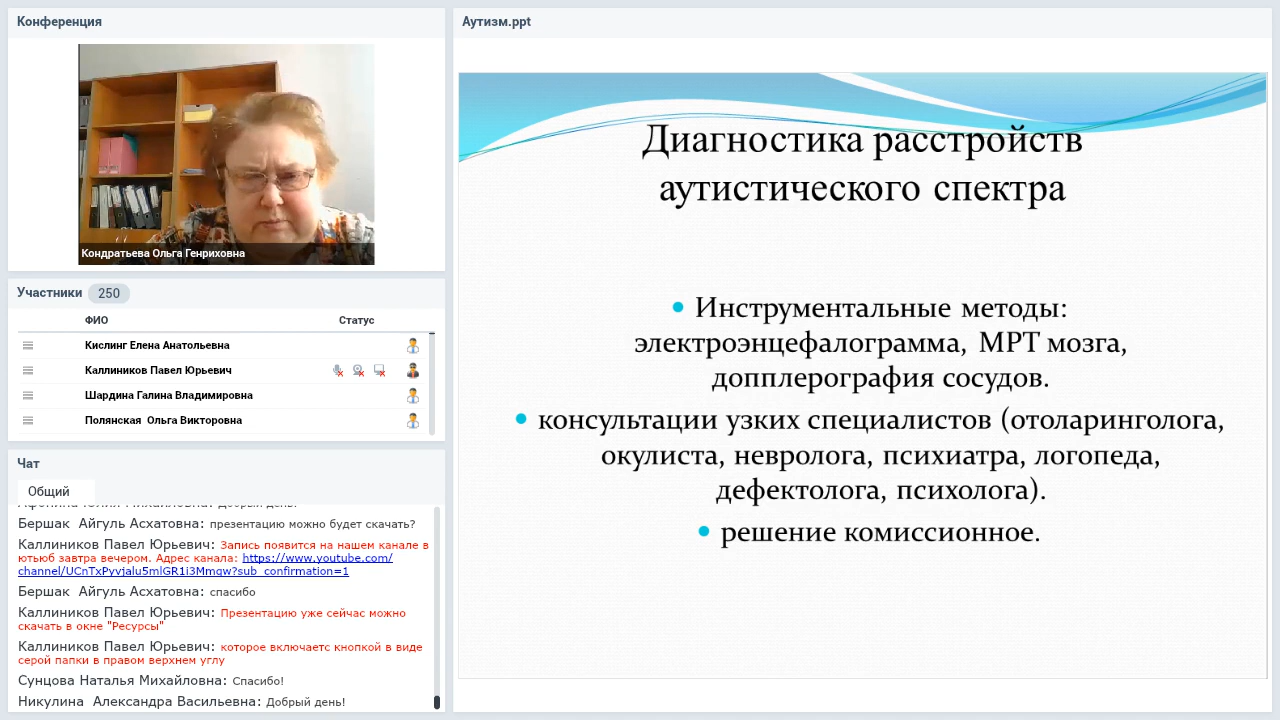 Конференция
Кондратьева Ольга Генриховна
Участники 250
ФИО Статус
Кислинг Елена Анатольевна
Каллиников Павел Юрьевич
Шардина Галина Владимировна
Полянская Ольга Викторовна
Чат
Общий
Бершак Айгуль Асхатовна: презентацию можно будет скачать?
Каллиников Павел Юрьевич: Запись появится на нашем канале в
ютьюб завтра вечером. Адрес канала: https://www.youtube.com/
channel/UCnTxPyvjalu5mlGR1i3Mmqw?sub_confirmation=1
Бершак Айгуль Асхатовна: спасибо
Каллиников Павел Юрьевич: Презентацию уже сейчас можно
скачать в окне "Ресурсы"
Каллиников Павел Юрьевич: которое включаетс кнопкой в виде
серой папки в правом верхнем углу
Сунцова Наталья Михайловна: Спасибо!
Никулина Александра Васильевна: Добрый день!
Аутизм.ppt
Диагностика расстройств
аутистического спектра
• Инструментальные методы:
электроэнцефалограмма, МРТ мозга,
допплерография сосудов.
• консультации узких специалистов (отоларинголога,
окулиста, невролога, психиатра, логопеда,
дефектолога, психолога).
• решение комиссионное.